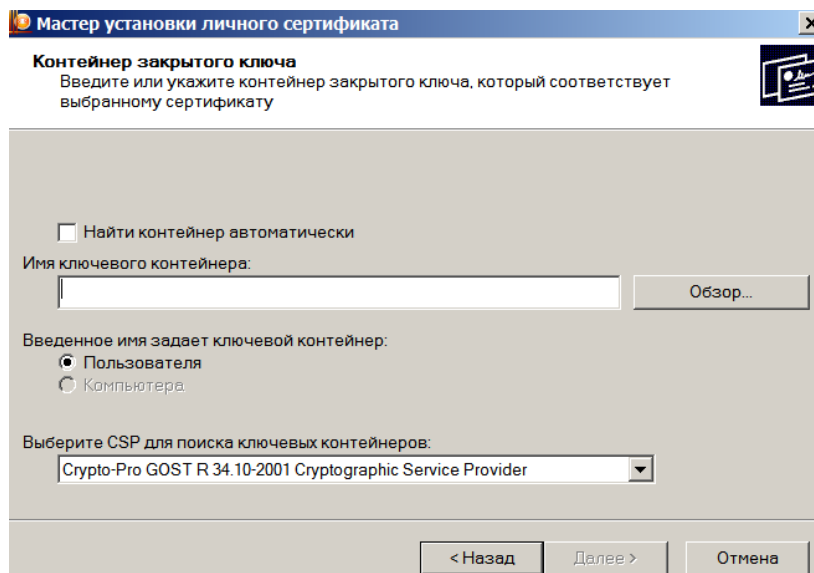 Мастер установки личного сертификата
Контейнер закрытого ключа
Введите или укажите контейнер закрытого ключа, который соответствует
выбранному сертификату
Найти контейнер автоматически
Имя ключевого контейнера:
Обзор...
Введенное имя задает ключевой контейнер:
Пользователя
Компьютера
Выберите CSP для поиска ключевых контейнеров:
Crypto-Pro GOST R 34.10-2001 Cryptographic Service Provider
< Назад
Далее >
Отмена